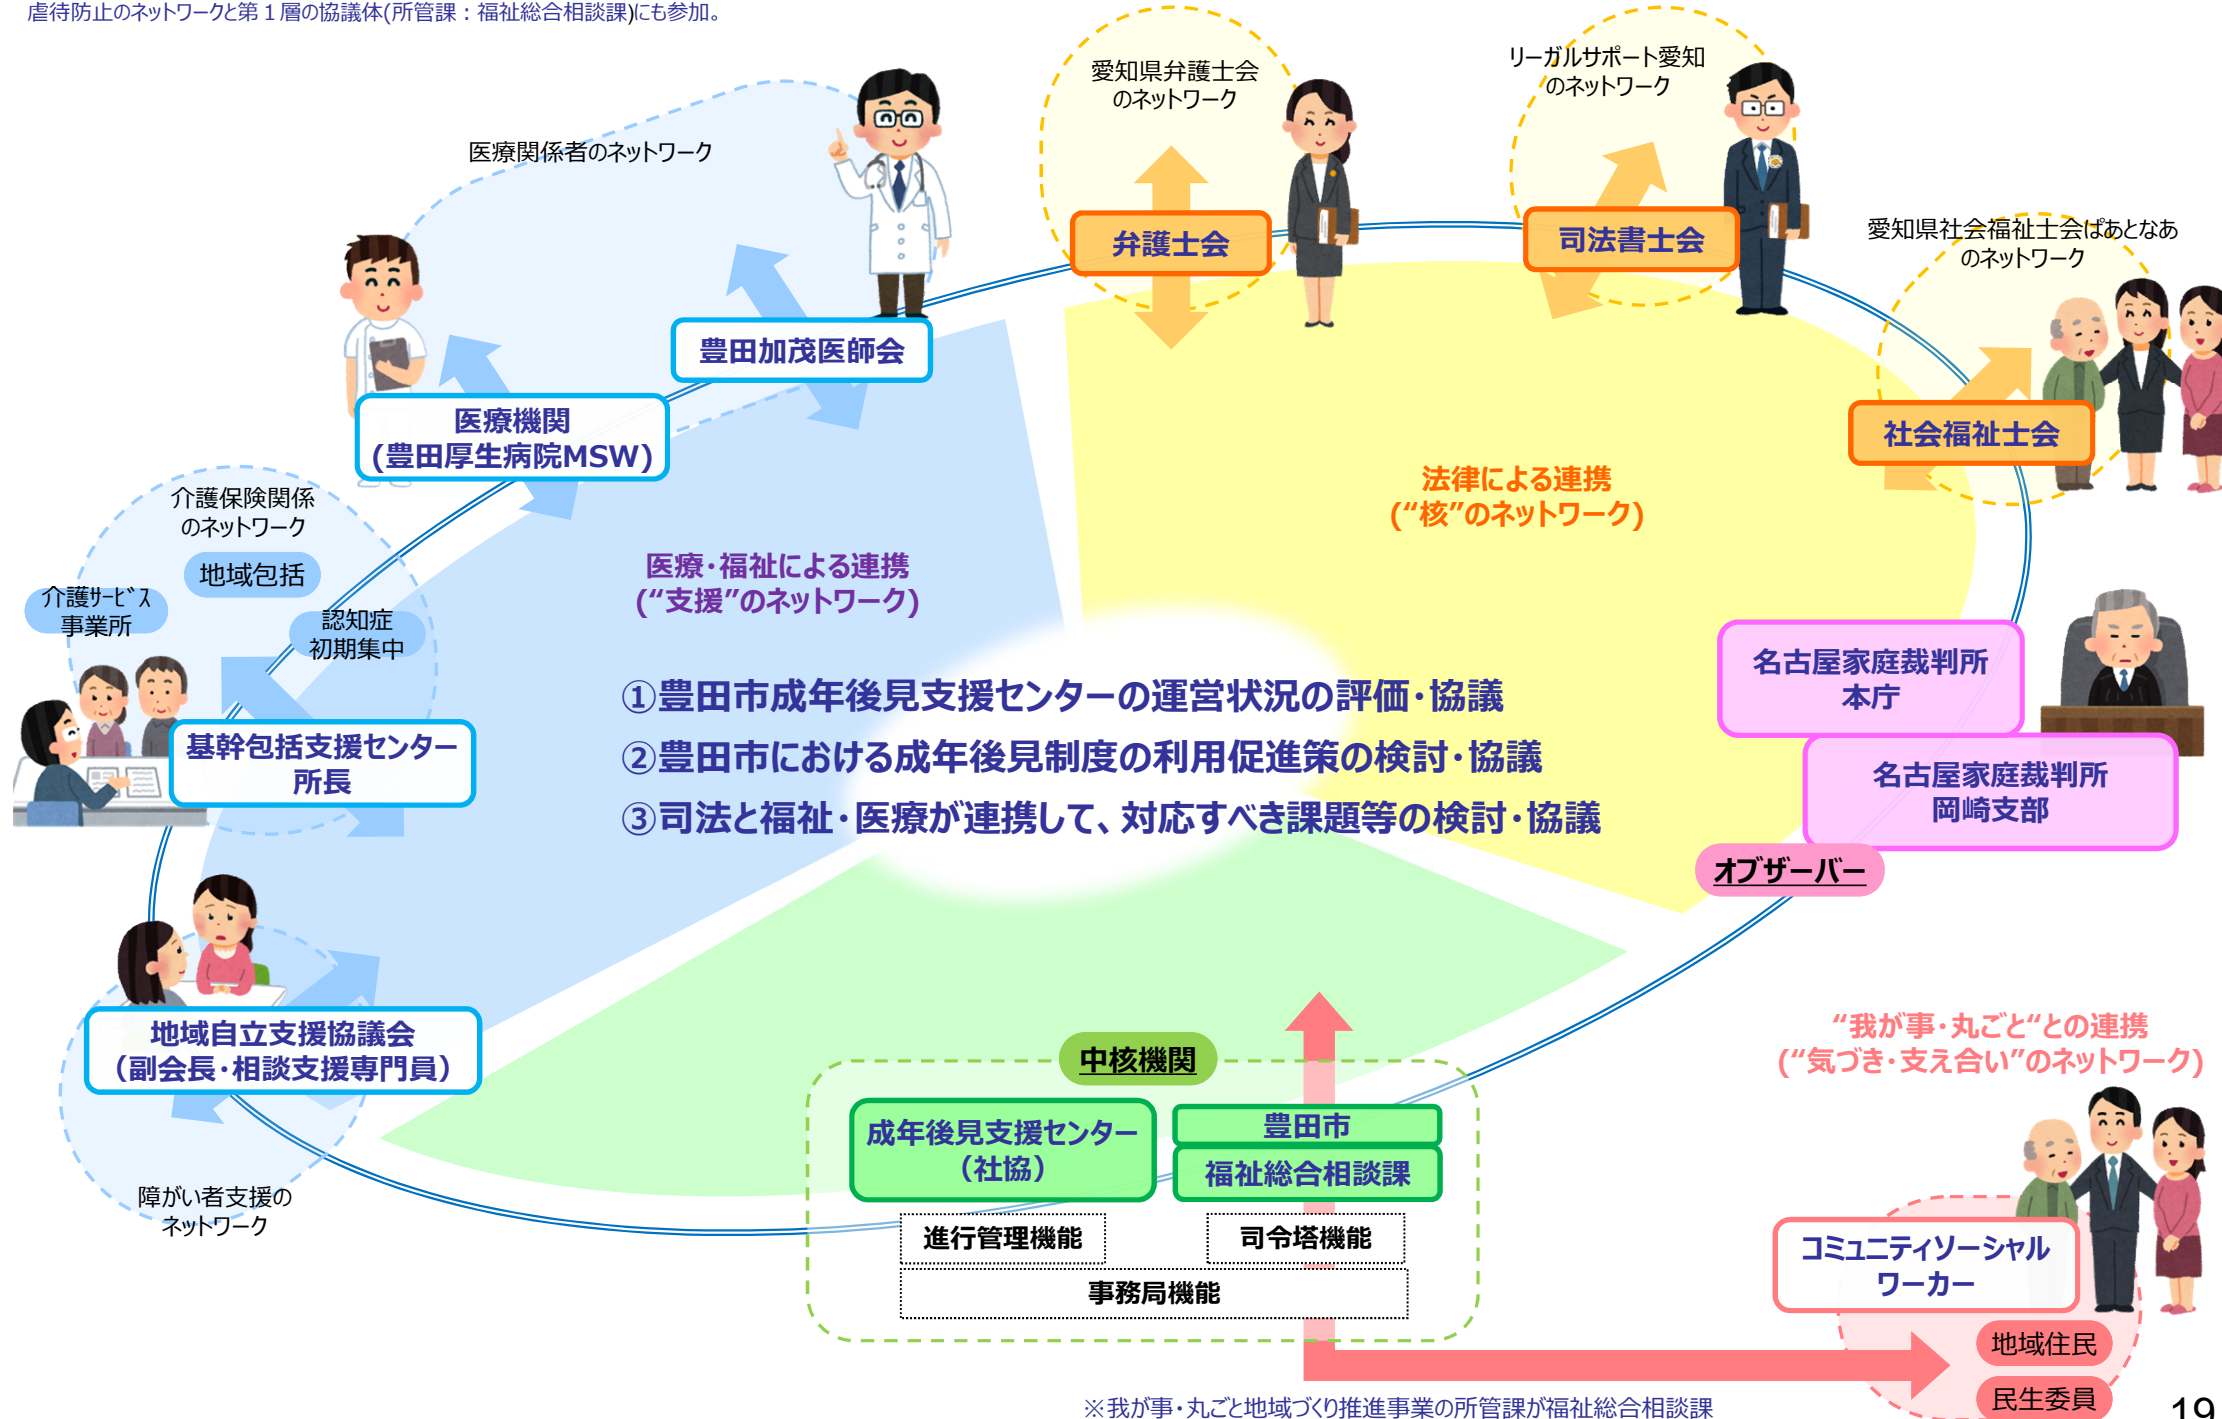 虐待防止のネットワークと第１層の協議体(所管課：福祉総合相談課)にも参加。
愛知県弁護士会
のネットワーク
リーガルサポート愛知
のネットワーク
医療関係者のネットワーク
弁護士会
司法書士会
愛知県社会福祉士会ぱあとなあ
のネットワーク
豊田加茂医師会
医療機関
(豊田厚生病院MSW)
社会福祉士会
法律による連携
(“核”のネットワーク)
介護保険関係
のネットワーク
地域包括
介護ｻｰﾋﾞｽ
事業所
認知症
初期集中
医療・福祉による連携
(“支援”のネットワーク)
名古屋家庭裁判所
本庁
①豊田市成年後見支援センターの運営状況の評価・協議
②豊田市における成年後見制度の利用促進策の検討・協議
③司法と福祉・医療が連携して、対応すべき課題等の検討・協議
基幹包括支援センター
所長
名古屋家庭裁判所
岡崎支部
オブザーバー
地域自立支援協議会
（副会長・相談支援専門員）
障がい者支援の
ネットワーク
中核機関
成年後見支援センター
（社協）
豊田市
福祉総合相談課
進行管理機能
司令塔機能
事務局機能
“我が事・丸ごと“との連携
(“気づき・支え合い”のネットワーク)
コミュニティソーシャル
ワーカー
地域住民
民生委員
※我が事・丸ごと地域づくり推進事業の所管課が福祉総合相談課
19